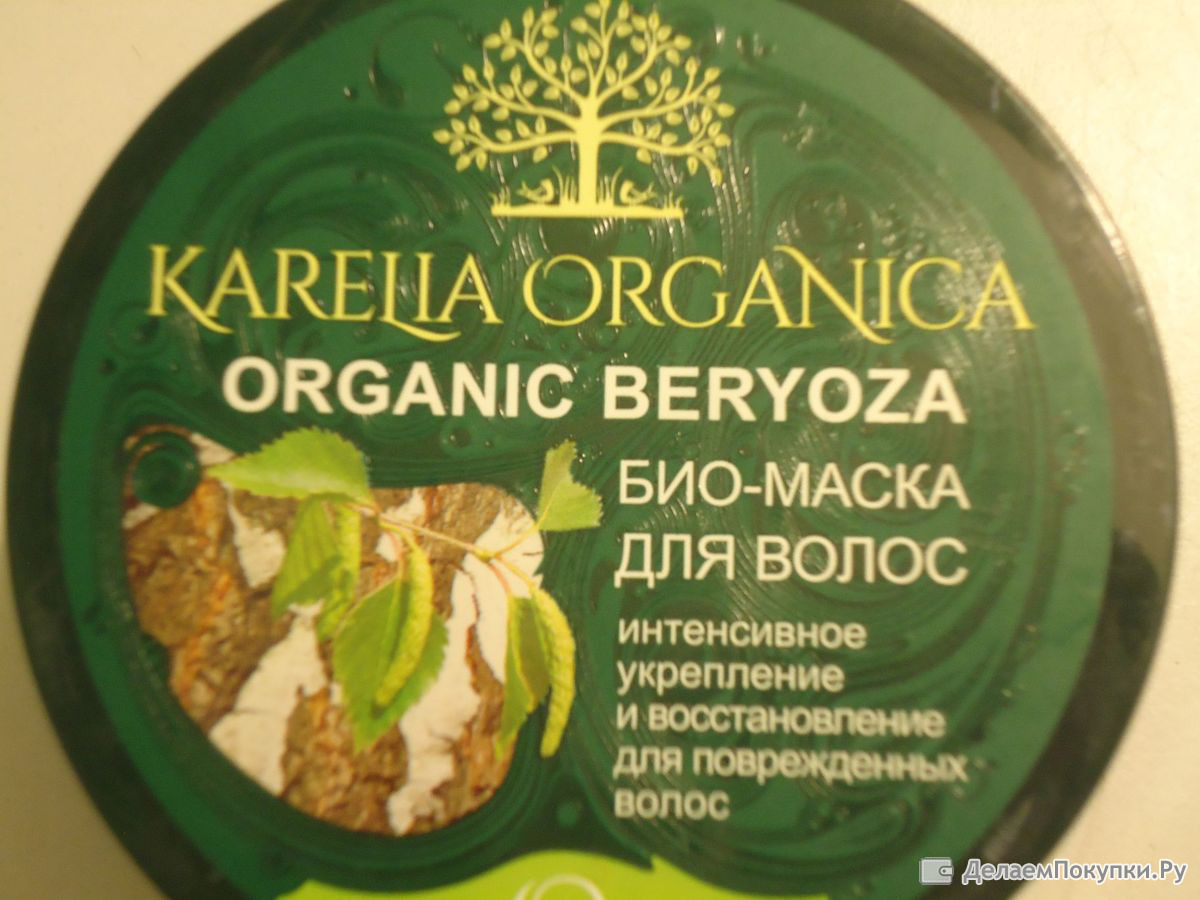 KARELIA ORGANICA
ORGANIC BERYOZA
БИО-МАСКА
ДЛЯ ВОЛОС
интенсивное
укрепление
и восстановление
для поврежденных
волос
ДелаемПокупки.Ру